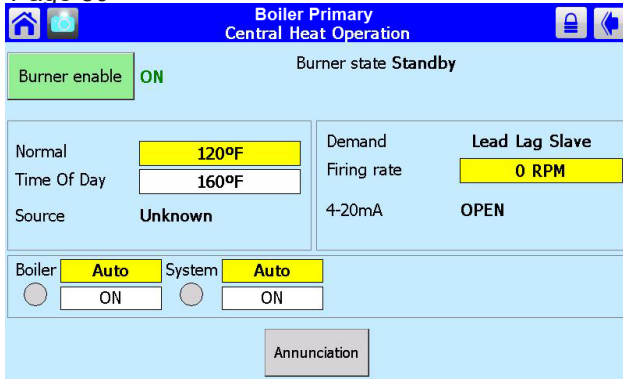 Boiler Primary
Central Heat Operation
Burner enable ON
Burner state Standby
Normal 120ºF
Time Of Day 160ºF
Source Unknown
Demand Lead Lag Slave
Firing rate 0 RPM
4-20mA OPEN
Boiler Auto System Auto
ON ON
Annunciation